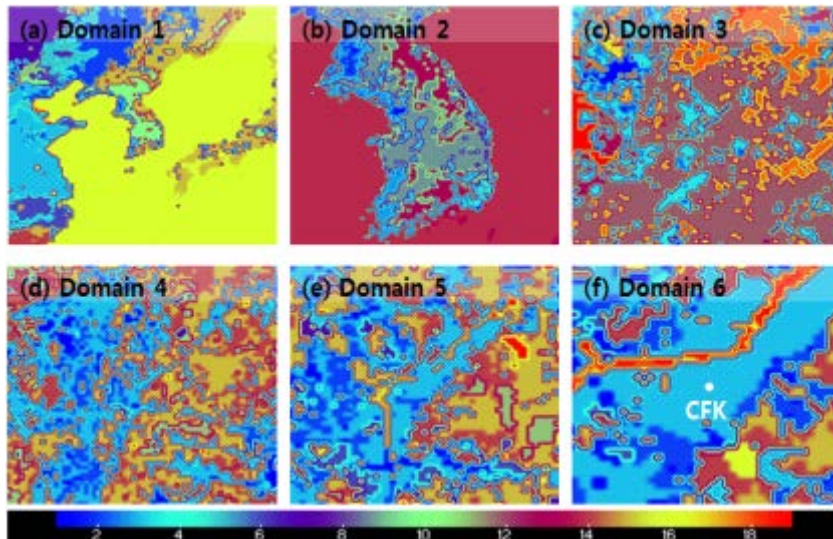 (a) Domain 1
(b) Domain 2
(c) Domain 3
(d) Domain 4
(e) Domain 5
(f) Domain 6
CFK
2 4 6 8 10 12 14 16 18